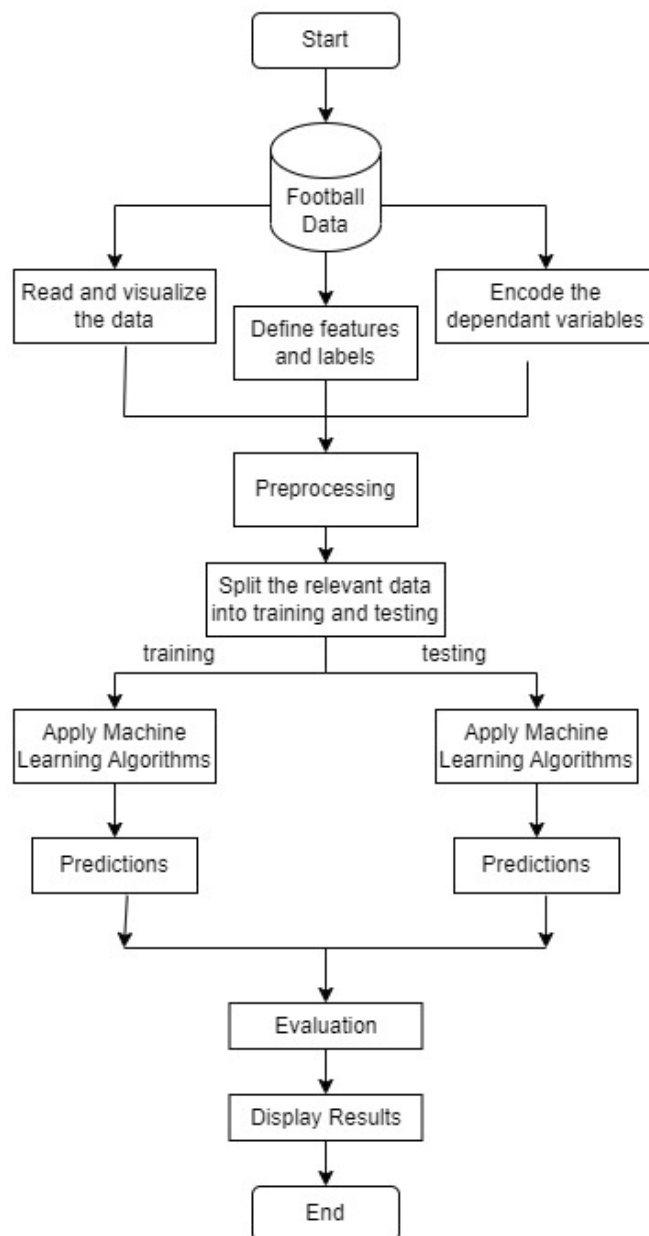 Start
Football
Data
Read and visualize
the data
Define features
and labels
Encode the
dependant variables
Preprocessing
Split the relevant data
into training and testing
training
testing
Apply Machine
Learning Algorithms
Apply Machine
Learning Algorithms
Predictions
Predictions
Evaluation
Display Results
End